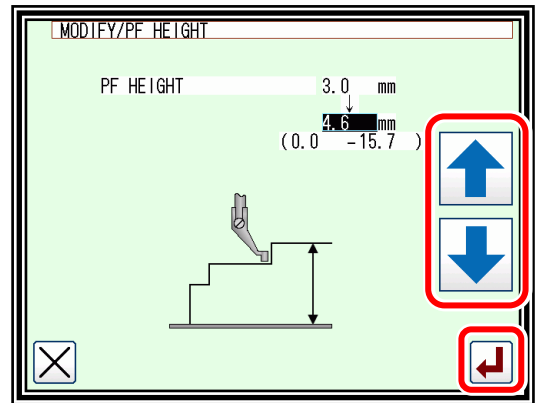 MODIFY/PF HEIGHT
PF HEIGHT 3.0 mm
↓
4.6 mm
(0.0 -15.7 )